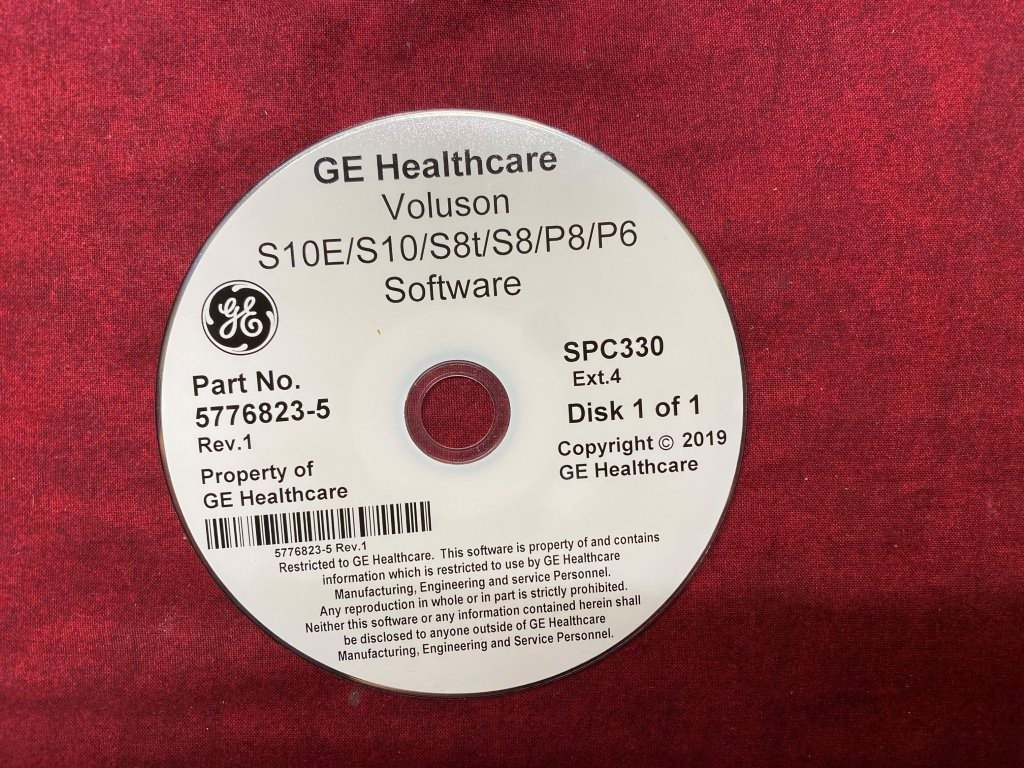 GE Healthcare
Voluson
S10E/S10/S8t/S8/P8/P6
Software
GE
Part No.
5776823-5
Rev.1
Property of
GE Healthcare
SPC330
Ext.4
Disk 1 of 1
Copyright © 2019
GE Healthcare
5776823-5 Rev.1
Restricted to GE Healthcare. This software is property of and contains
information which is restricted to use by GE Healthcare
Manufacturing, Engineering and service Personnel.
Any reproduction in whole or in part is strictly prohibited.
Neither this software or any information contained herein shall
be disclosed to anyone outside of GE Healthcare
Manufacturing, Engineering and Service Personnel.